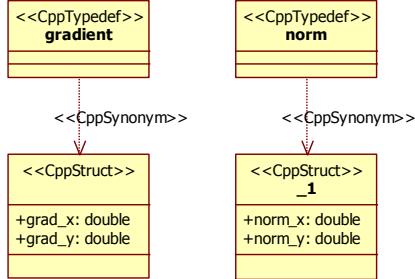 <<CppTypedef>>
gradient
<<CppTypedef>>
norm
<<CppSynonym>>
<<CppSynonym>>
<<CppStruct>>
+grad_x: double
+grad_y: double
<<CppStruct>>
_1
+norm_x: double
+norm_y: double